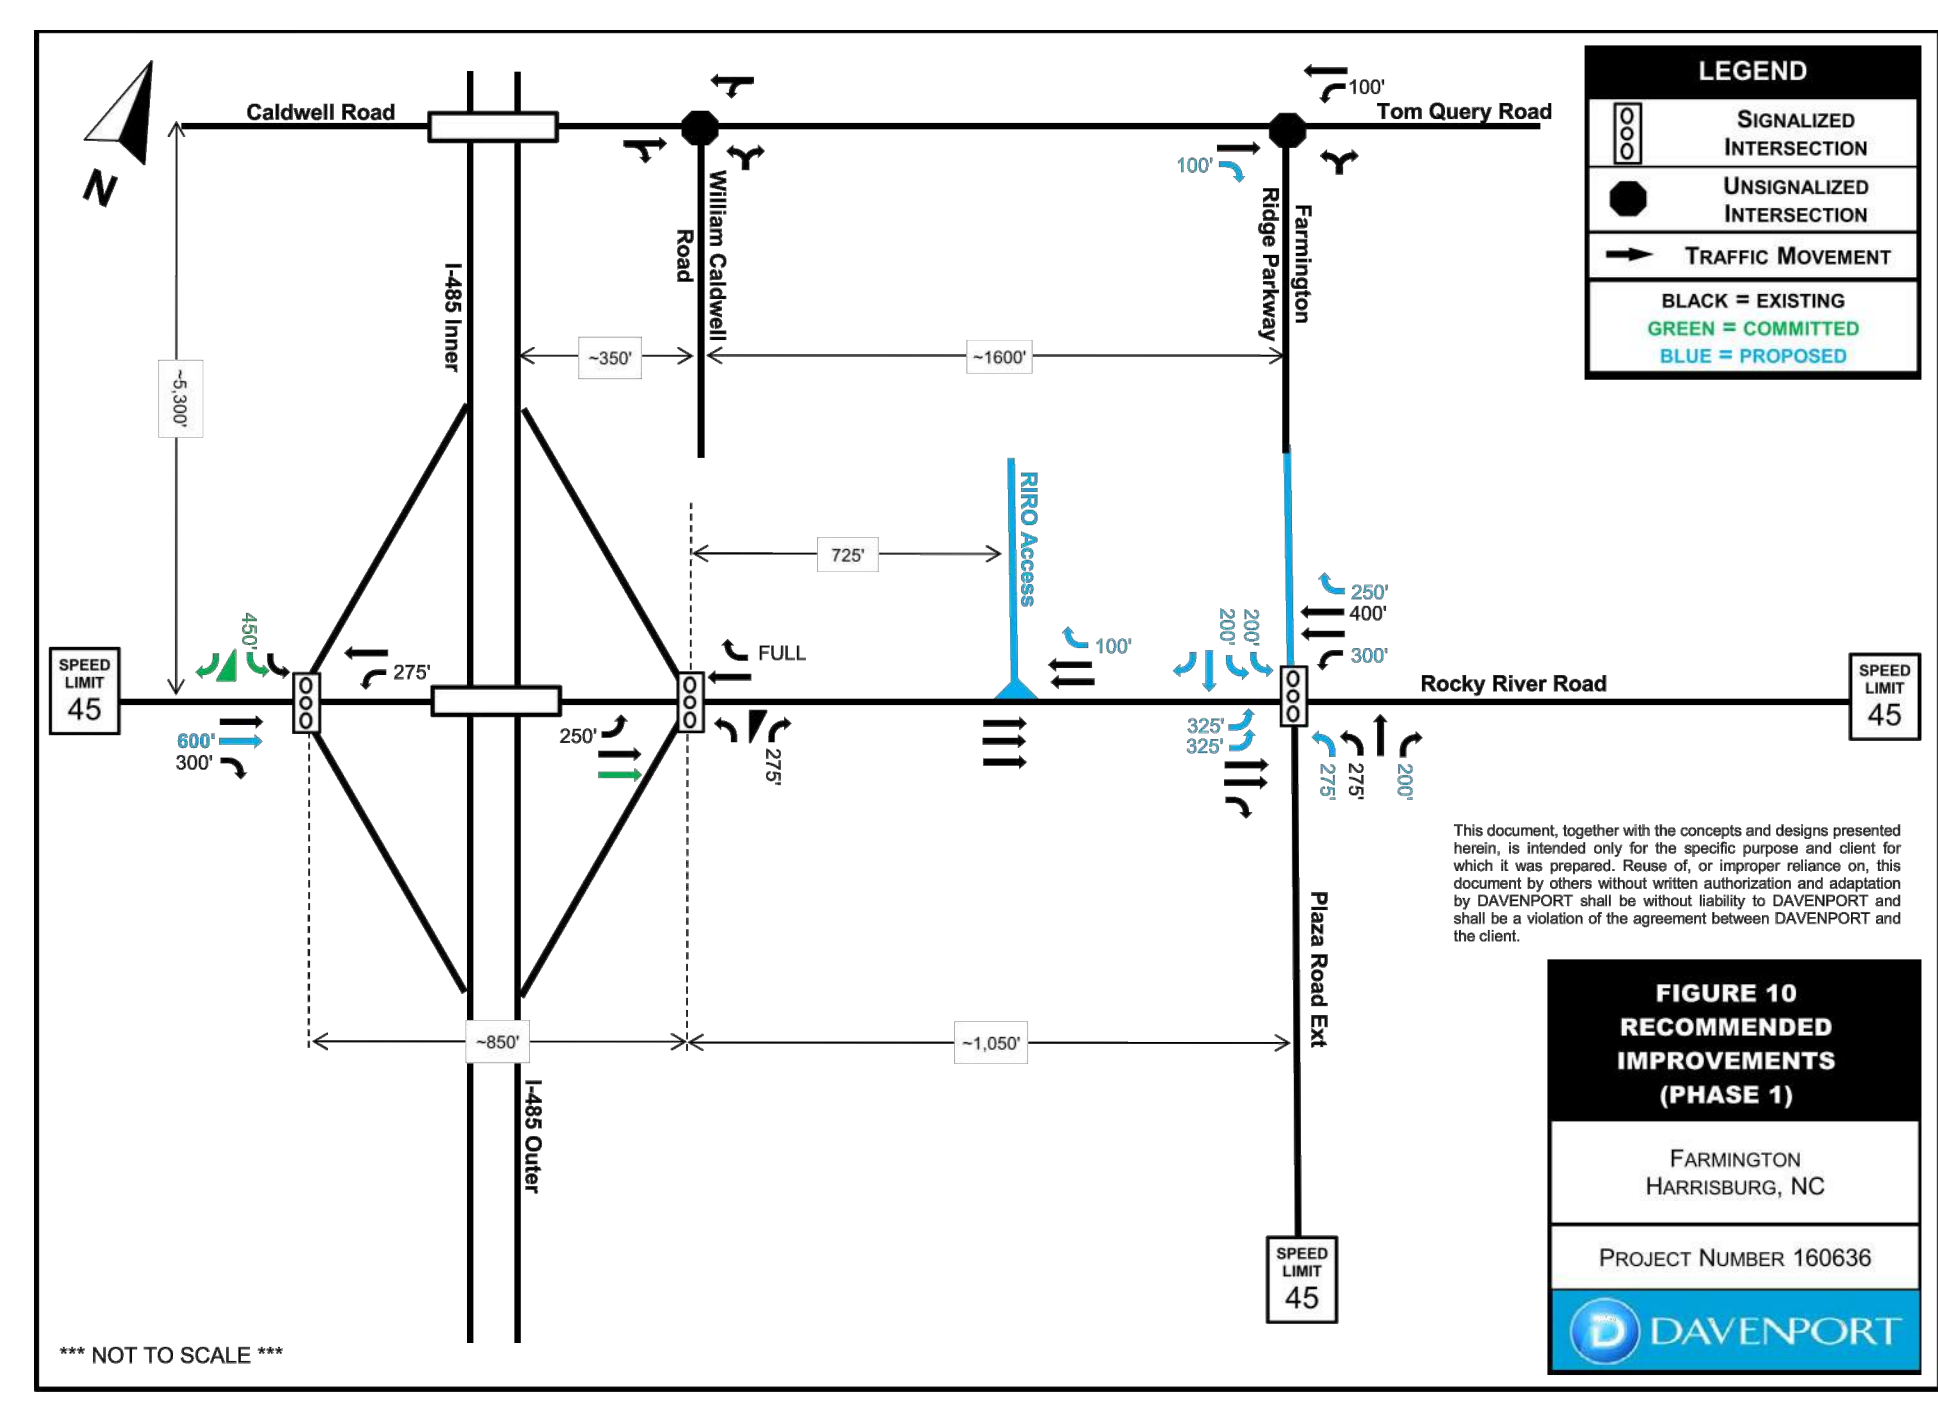 Caldwell Road
Tom Query Road
100'
100'
N
William Caldwell
Road
Farmington
Ridge Parkway
I-485 Inner
~5,300'
~350'
~1600'
725'
RIRO Access
450'
275'
FULL
100'
200'
200'
250'
400'
300'
SPEED
LIMIT
45
Rocky River Road
SPEED
LIMIT
45
600'
300'
250'
275'
325'
325'
275'
275'
200'
Plaza Road Ext
~850'
~1,050'
I-485 Outer
SPEED
LIMIT
45
*** NOT TO SCALE ***
LEGEND
SIGNALIZED
INTERSECTION
UNSIGNALIZED
INTERSECTION
TRAFFIC MOVEMENT
BLACK = EXISTING
GREEN = COMMITTED
BLUE = PROPOSED
This document, together with the concepts and designs presented
herein, is intended only for the specific purpose and client for
which it was prepared. Reuse of, or improper reliance on, this
document by others without written authorization and adaptation
by DAVENPORT shall be without liability to DAVENPORT and
shall be a violation of the agreement between DAVENPORT and
the client.
FIGURE 10
RECOMMENDED
IMPROVEMENTS
(PHASE 1)
FARMINGTON
HARRISBURG, NC
PROJECT NUMBER 160636
D DAVENPORT